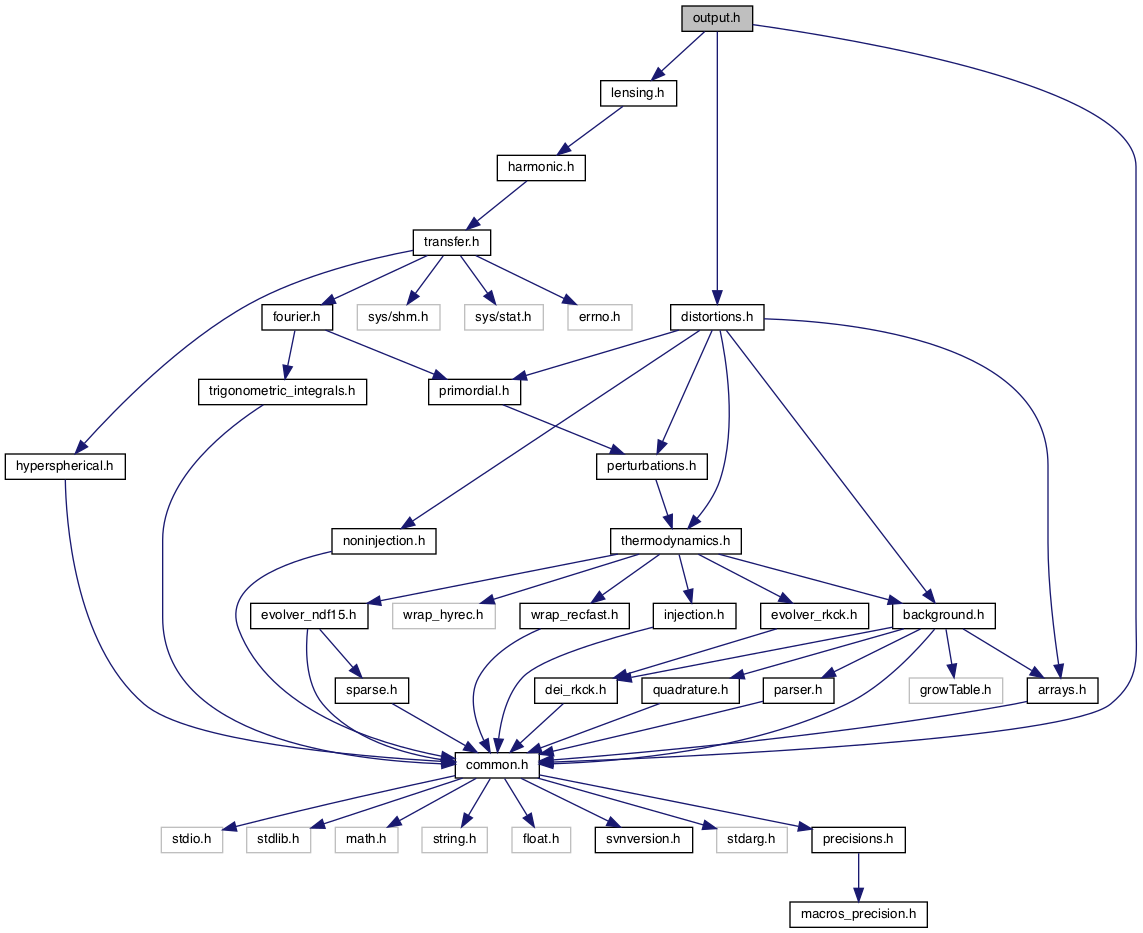 output.h
lensing.h
harmonic.h
transfer.h
fourier.h
sys/shm.h
sys/stat.h
errno.h
distortions.h
trigonometric_integrals.h
primordial.h
hyperspherical.h
perturbations.h
noninjection.h
thermodynamics.h
evolver_ndf15.h
wrap_hyrec.h
wrap_recfast.h
injection.h
evolver_rkck.h
background.h
sparse.h
dei_rkck.h
quadrature.h
parser.h
growTable.h
arrays.h
common.h
stdio.h
stdlib.h
math.h
string.h
float.h
svnversion.h
stdarg.h
precisions.h
macros_precision.h